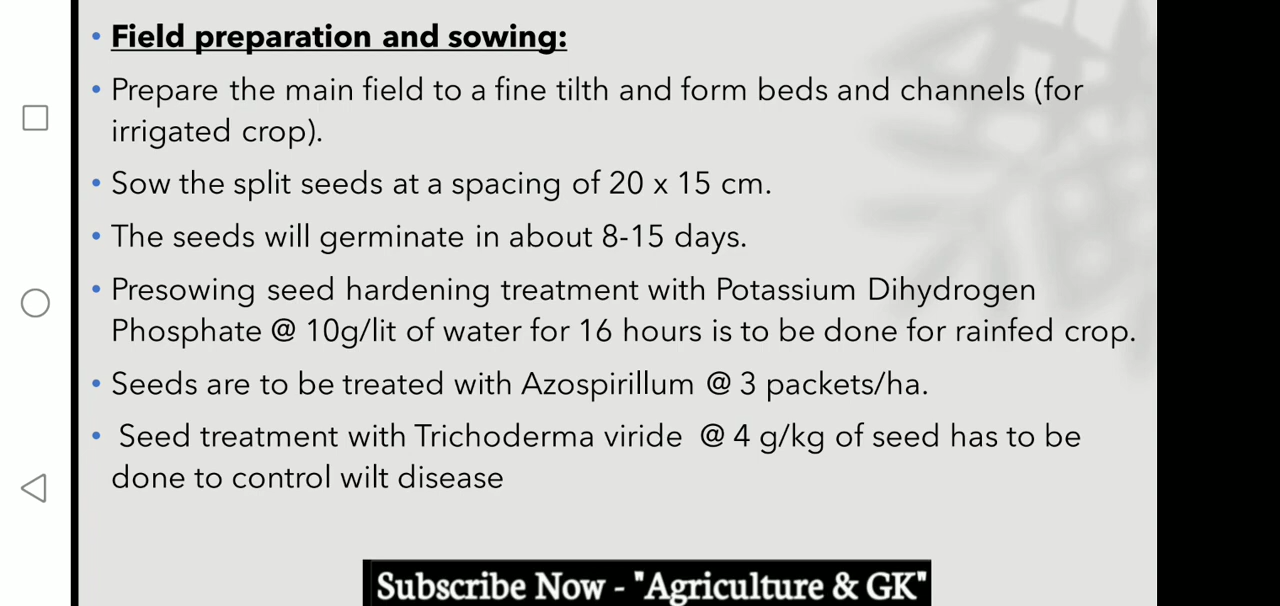 • Field preparation and sowing:
• Prepare the main field to a fine tilth and form beds and channels (for
irrigated crop).
• Sow the split seeds at a spacing of 20 x 15 cm.
• The seeds will germinate in about 8-15 days.
• Presowing seed hardening treatment with Potassium Dihydrogen
Phosphate @ 10g/lit of water for 16 hours is to be done for rainfed crop.
• Seeds are to be treated with Azospirillum @ 3 packets/ha.
• Seed treatment with Trichoderma viride @ 4 g/kg of seed has to be
done to control wilt disease
Subscribe Now - "Agriculture & GK"